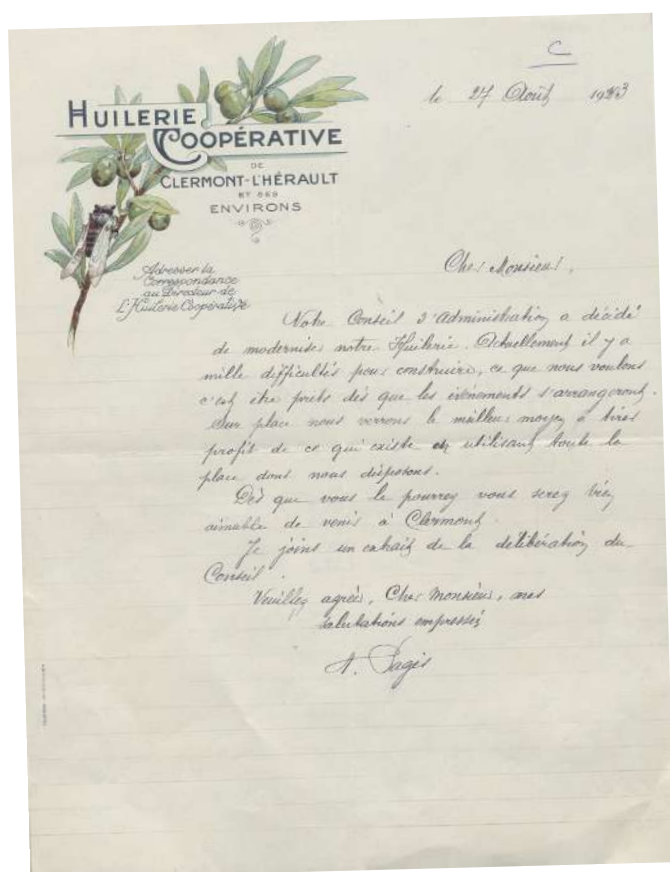 C
le 27 Août 1943
HUILERIE
COOPÉRATIVE
DE
CLERMONT-L'HÉRAULT
ET SES
ENVIRONS
Adresser la
Correspondance
au Directeur de
L'Huilerie Coopérative
Cher Monsieur,
Notre Conseil d'Administration a décidé
de moderniser notre Huilerie. Actuellement il y a
mille difficultés pour construire, ce que nous voulons
c'est être prêts dès que les évènements s'arrangeront.
Sur place nous verrons le meilleur moyen à tirer
profit de ce qui existe en utilisant toute la
place dont nous disposons.
Dès que vous le pourrez vous serez bien
aimable de venir à Clermont.
Je joins un extrait de la délibération du
Conseil.
Veuillez agréer, Cher Monsieur, mes
salutations empressées
A. Pagès